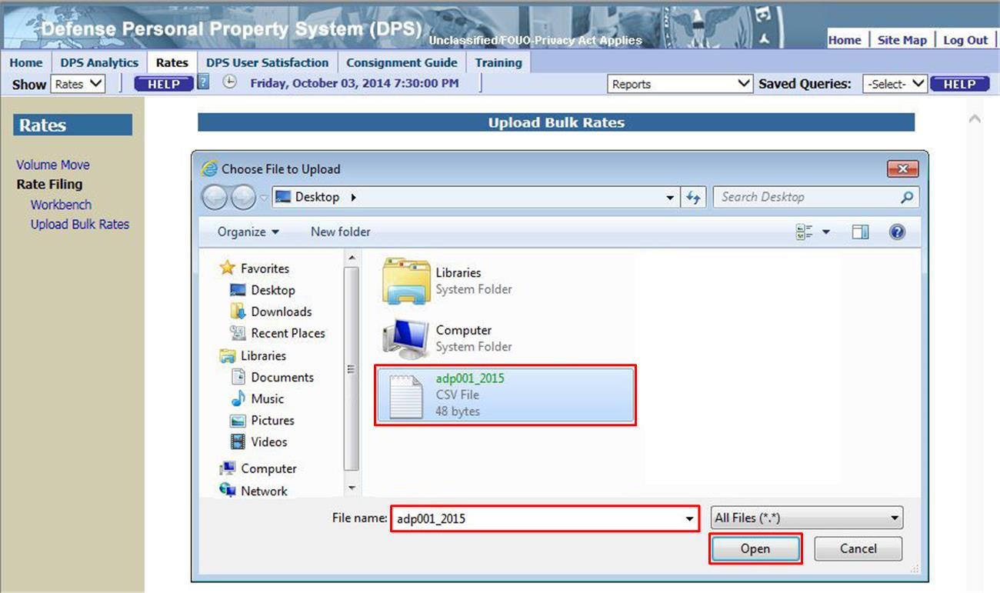 Defense Personal Property System (DPS)
Unclassified/FOUO-Privacy Act Applies
Home Site Map Log Out
Home DPS Analytics Rates DPS User Satisfaction Consignment Guide Training
Show Rates HELP ? Friday, October 03, 2014 7:30:00 PM Reports Saved Queries: -Select- HELP
Rates
Volume Move
Rate Filing
Workbench
Upload Bulk Rates
Upload Bulk Rates
Choose File to Upload
Desktop
Search Desktop
Organize New folder
Favorites
Desktop
Downloads
Recent Places
Libraries
Documents
Music
Pictures
Videos
Computer
Network
Libraries
System Folder
Computer
System Folder
adp001_2015
CSV File
48 bytes
File name: adp001_2015 All Files (*.*)
Open Cancel